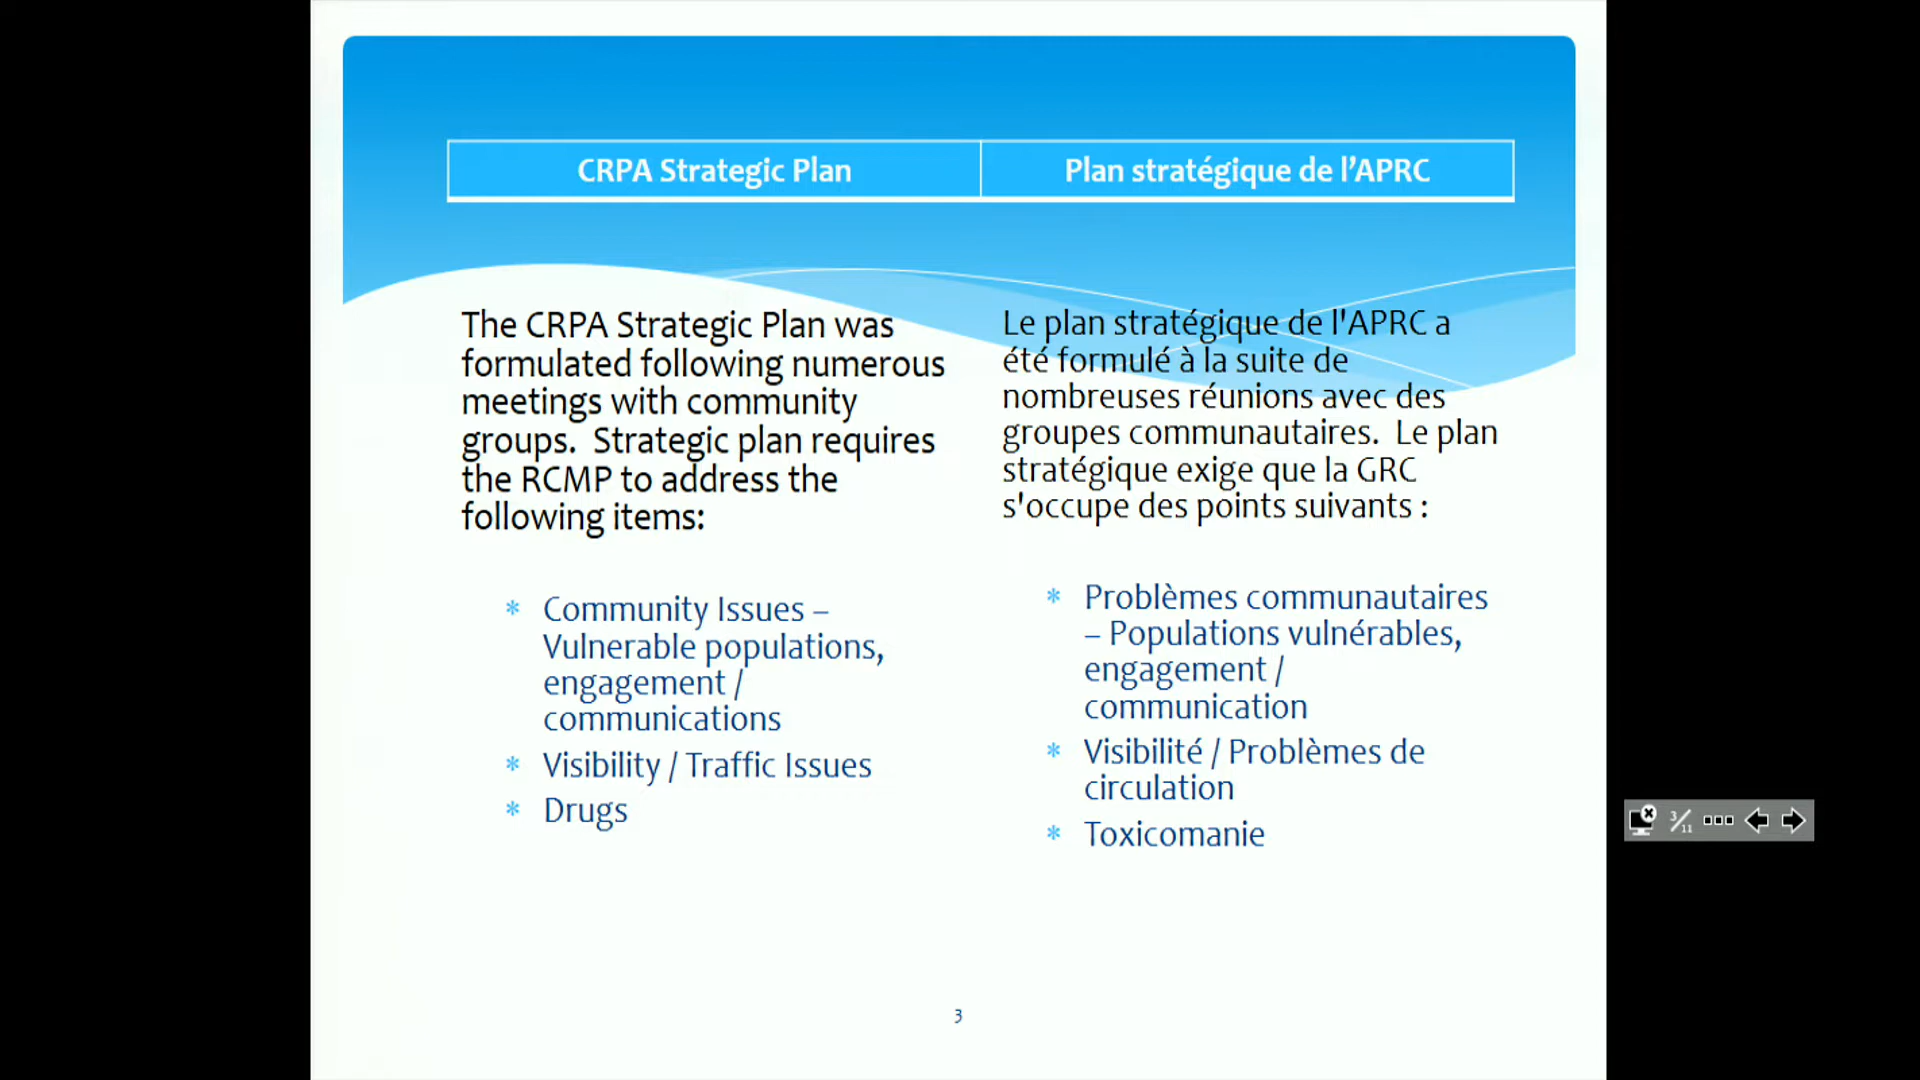 CRPA Strategic Plan
Plan stratégique de l’APRC
The CRPA Strategic Plan was
formulated following numerous
meetings with community
groups.  Strategic plan requires
the RCMP to address the
following items:
* Community Issues –
Vulnerable populations,
engagement /
communications
* Visibility / Traffic Issues
* Drugs
Le plan stratégique de l'APRC a
été formulé à la suite de
nombreuses réunions avec des
groupes communautaires.  Le plan
stratégique exige que la GRC
s'occupe des points suivants :
* Problèmes communautaires
– Populations vulnérables,
engagement /
communication
* Visibilité / Problèmes de
circulation
* Toxicomanie
3/11
3